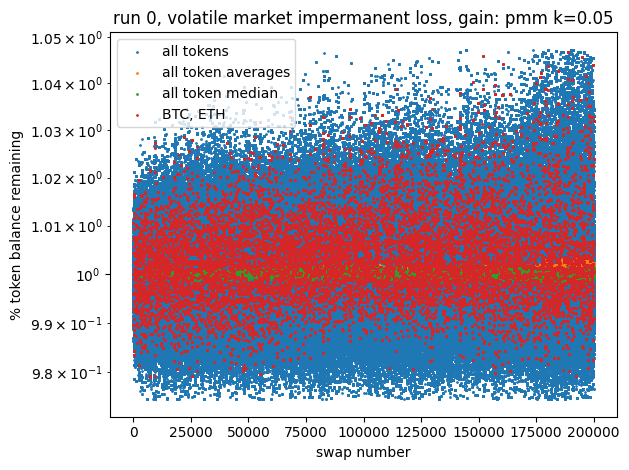 run 0, volatile market impermanent loss, gain: pmm k=0.05
% token balance remaining
1.05 × 10⁰
1.04 × 10⁰
1.03 × 10⁰
1.02 × 10⁰
1.01 × 10⁰
10⁰
9.9 × 10⁻¹
9.8 × 10⁻¹
all tokens
all token averages
all token median
BTC, ETH
0 25000 50000 75000 100000 125000 150000 175000 200000
swap number